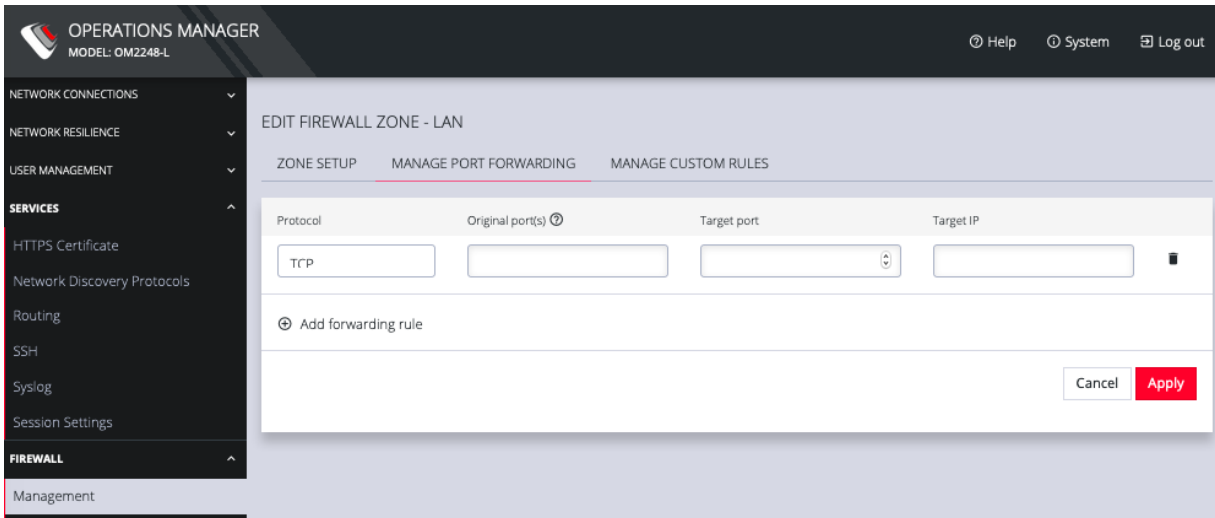 OPERATIONS MANAGER
MODEL: OM2248-L
Help System Log out
NETWORK CONNECTIONS
NETWORK RESILIENCE
USER MANAGEMENT
SERVICES
HTTPS Certificate
Network Discovery Protocols
Routing
SSH
Syslog
Session Settings
FIREWALL
Management
EDIT FIREWALL ZONE - LAN
ZONE SETUP MANAGE PORT FORWARDING MANAGE CUSTOM RULES
Protocol Original port(s) Target port Target IP
TCP
Add forwarding rule
Cancel Apply